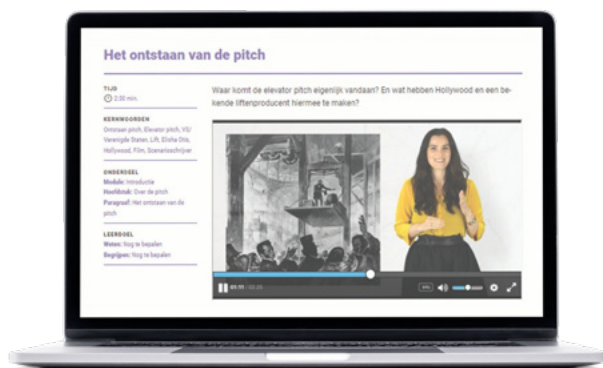 Het ontstaan van de pitch
TIJD
2:30 min.
KERNWOORDEN
Ontstaan pitch, Elevator pitch, VS/
Verenigde Staten, Lift, Elisha Otis,
Hollywood, Film, Scenarioschrijver
ONDERDEEL
Module: Introductie
Hoofdstuk: Over de pitch
Paragraaf: Het ontstaan van de
pitch
LEERDOEL
Weten: Nog te bepalen
Begrijpen: Nog te bepalen
Waar komt de elevator pitch eigenlijk vandaan? En wat hebben Hollywood en een be-
kende liftenproducent hiermee te maken?
01:11